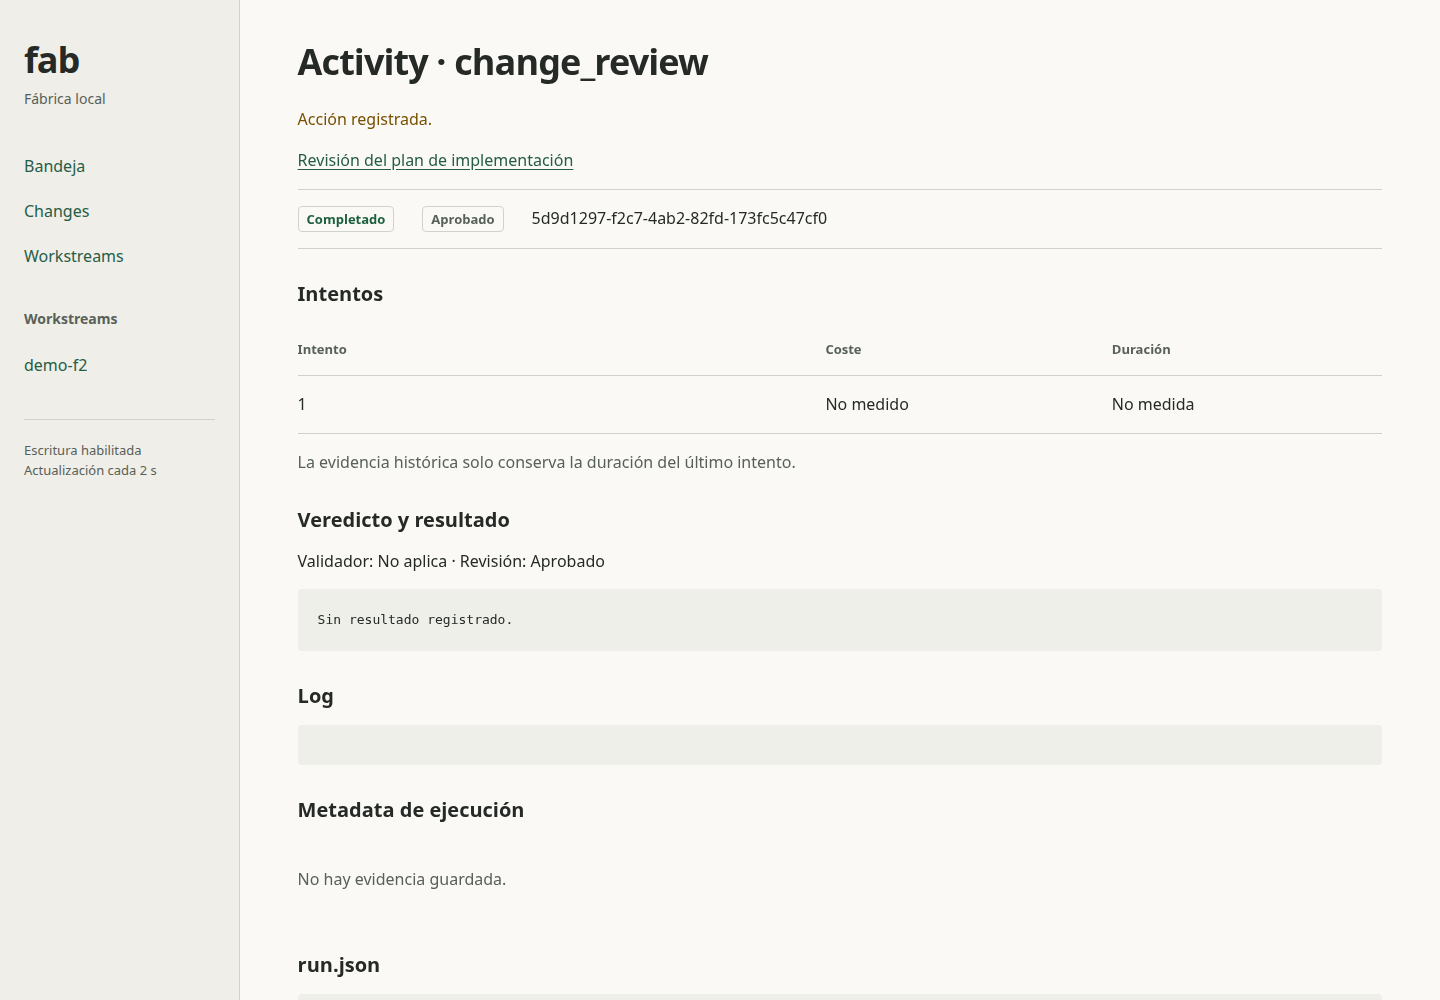 fab
Fábrica local
Bandeja
Changes
Workstreams
Workstreams
demo-f2
Escritura habilitada
Actualización cada 2 s
Activity · change_review
Acción registrada.
Revisión del plan de implementación
Completado Aprobado 5d9d1297-f2c7-4ab2-82fd-173fc5c47cf0
Intentos
Intento Coste Duración
1 No medido No medida
La evidencia histórica solo conserva la duración del último intento.
Veredicto y resultado
Validador: No aplica · Revisión: Aprobado
Sin resultado registrado.
Log
Metadata de ejecución
No hay evidencia guardada.
run.json